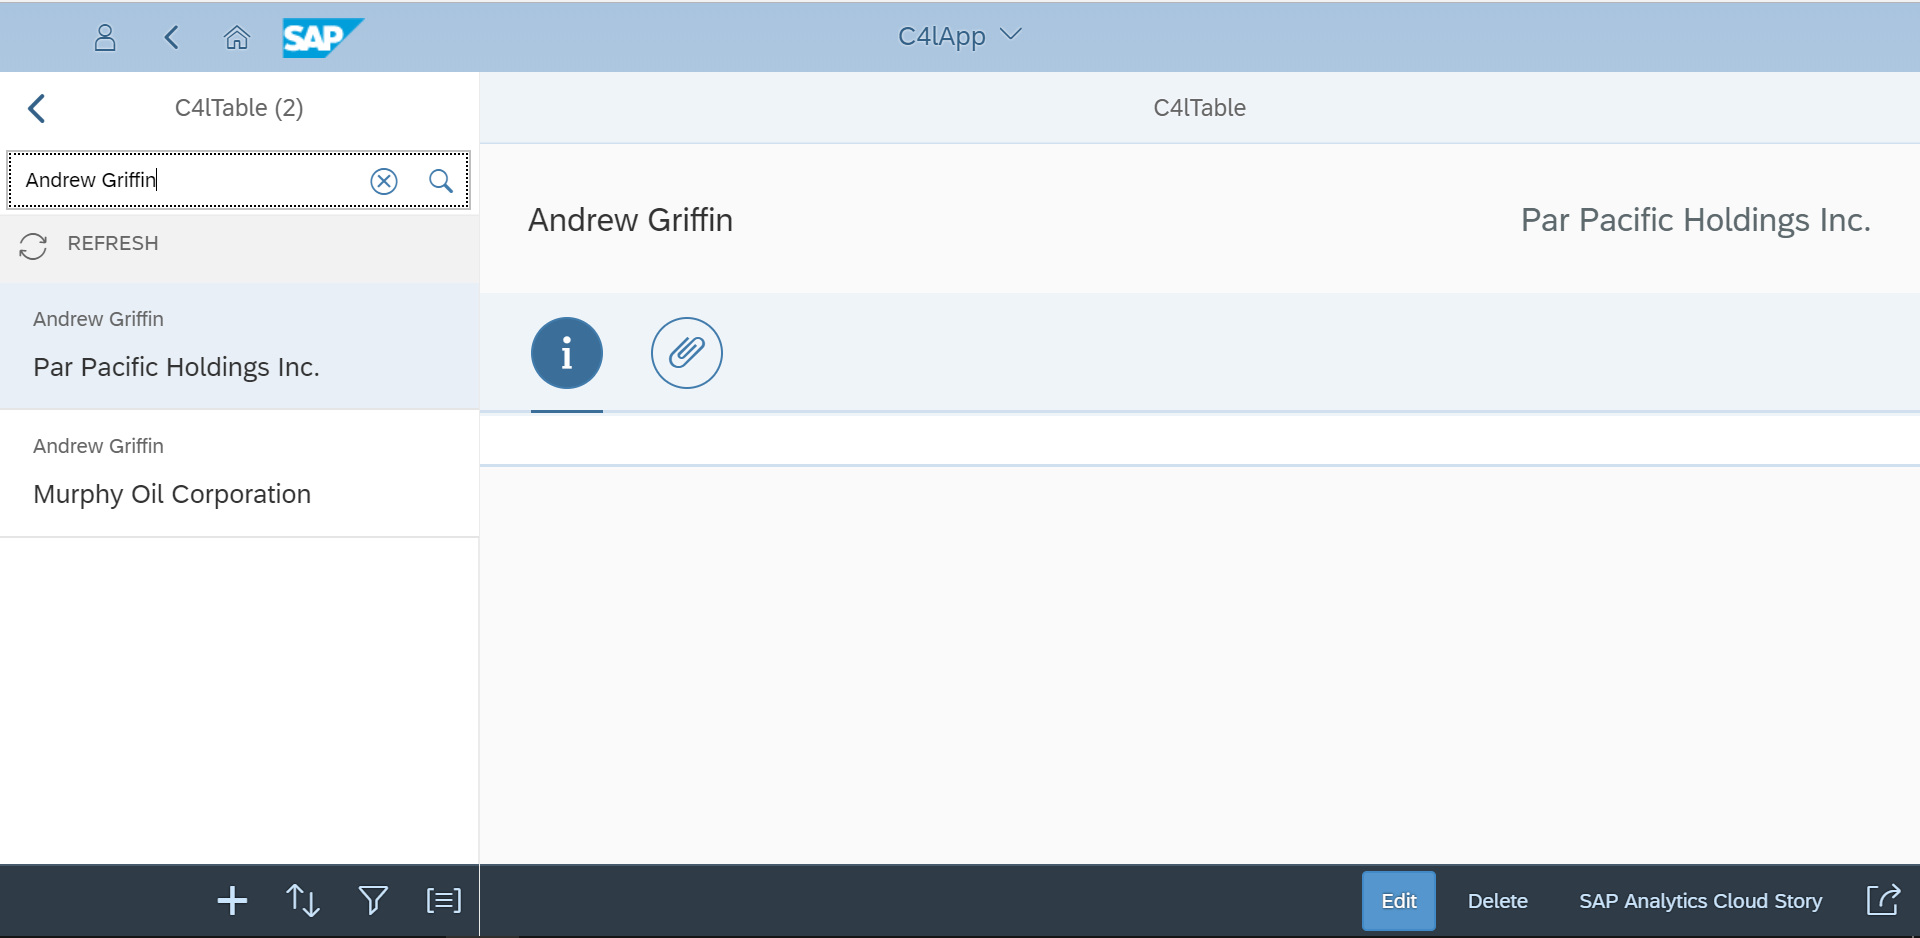 SAP
C4lApp
C4lTable (2)
Andrew Griffin
REFRESH
Andrew Griffin
Par Pacific Holdings Inc.
Andrew Griffin
Murphy Oil Corporation
C4lTable
Andrew Griffin
Par Pacific Holdings Inc.
Edit
Delete
SAP Analytics Cloud Story